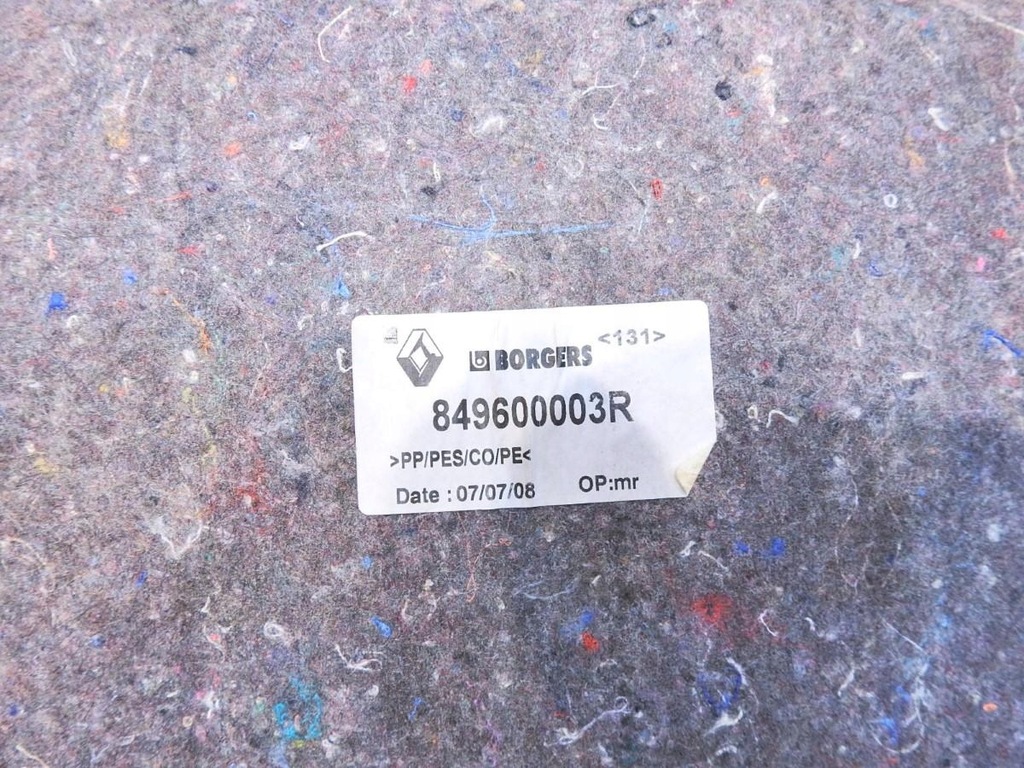 <131>
BORGERS
849600003R
>PP/PES/CO/PE<
Date : 07/07/08 OP:mr